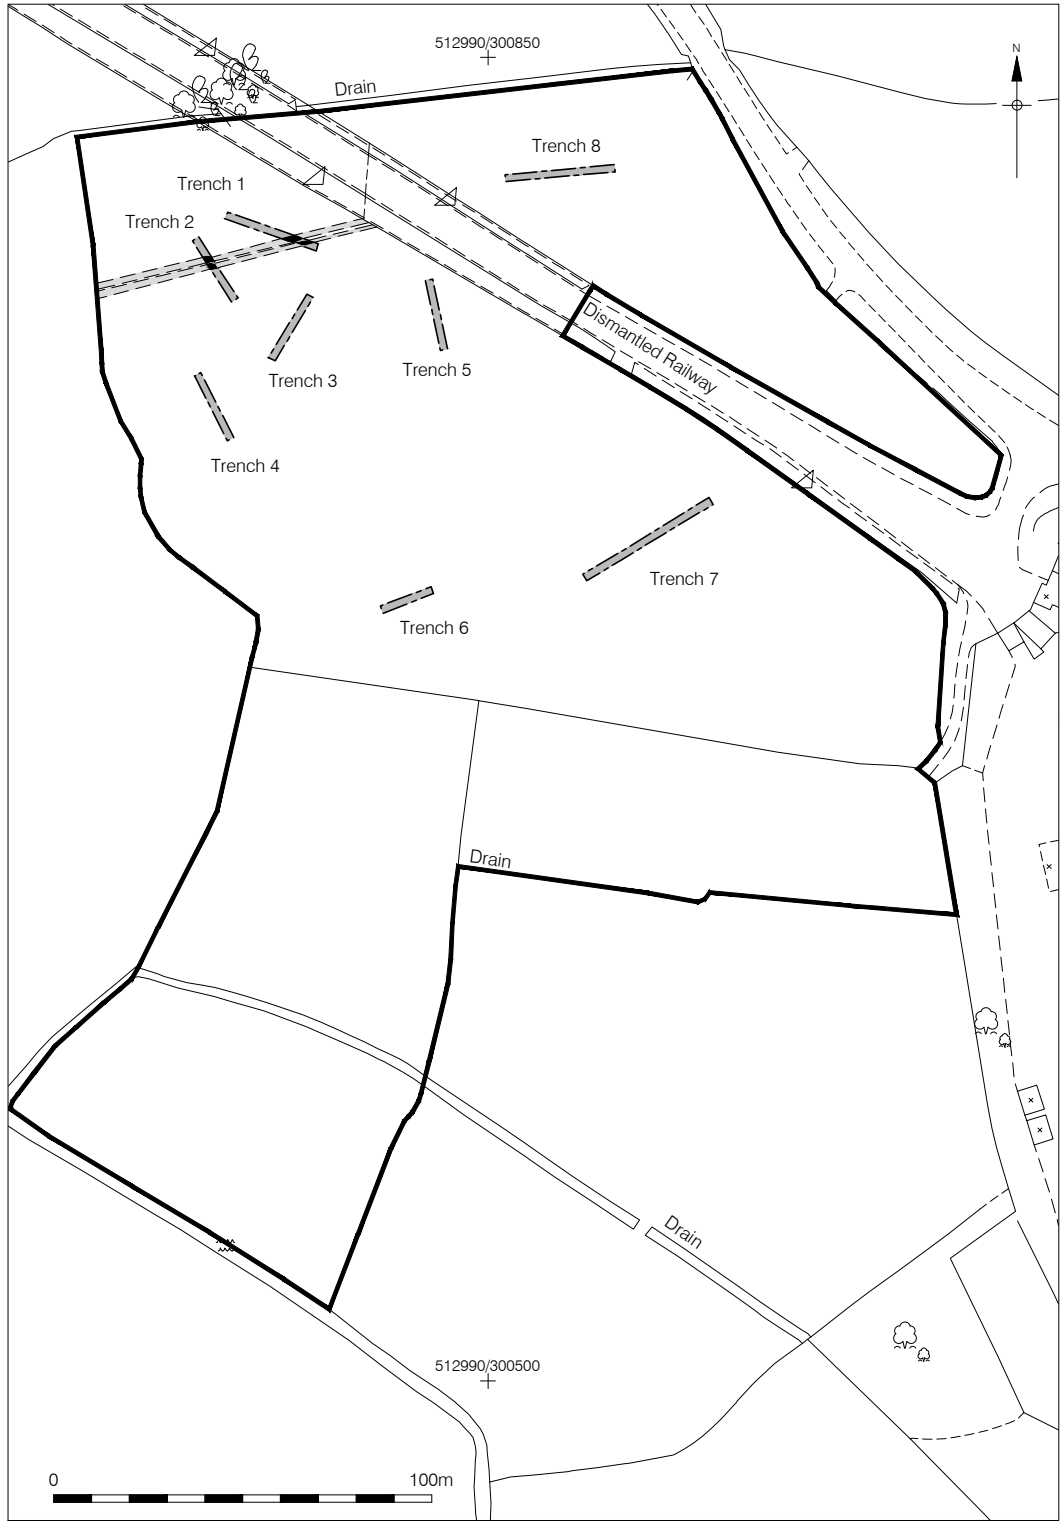 512990/300850
N
Drain
Trench 8
Trench 1
Trench 2
Dismantled Railway
Trench 5
Trench 3
Trench 4
Trench 7
Trench 6
Drain
Drain
512990/300500
0 100m